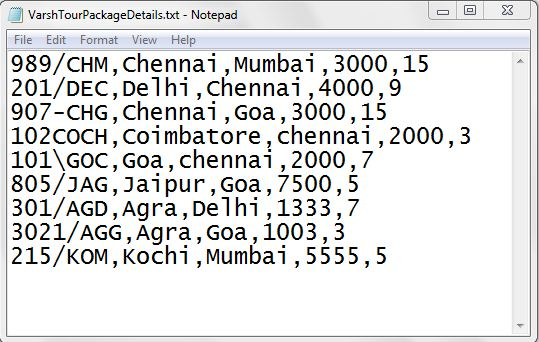 VarshTourPackageDetails.txt - Notepad
File Edit Format View Help
989/CHM,Chennai,Mumbai,3000,15
201/DEC,Delhi,Chennai,4000,9
907-CHG,Chennai,Goa,3000,15
102COCH,Coimbatore,chennai,2000,3
101\GOC,Goa,chennai,2000,7
805/JAG,Jaipur,Goa,7500,5
301/AGD,Agra,Delhi,1333,7
3021/AGG,Agra,Goa,1003,3
215/KOM,Kochi,Mumbai,5555,5